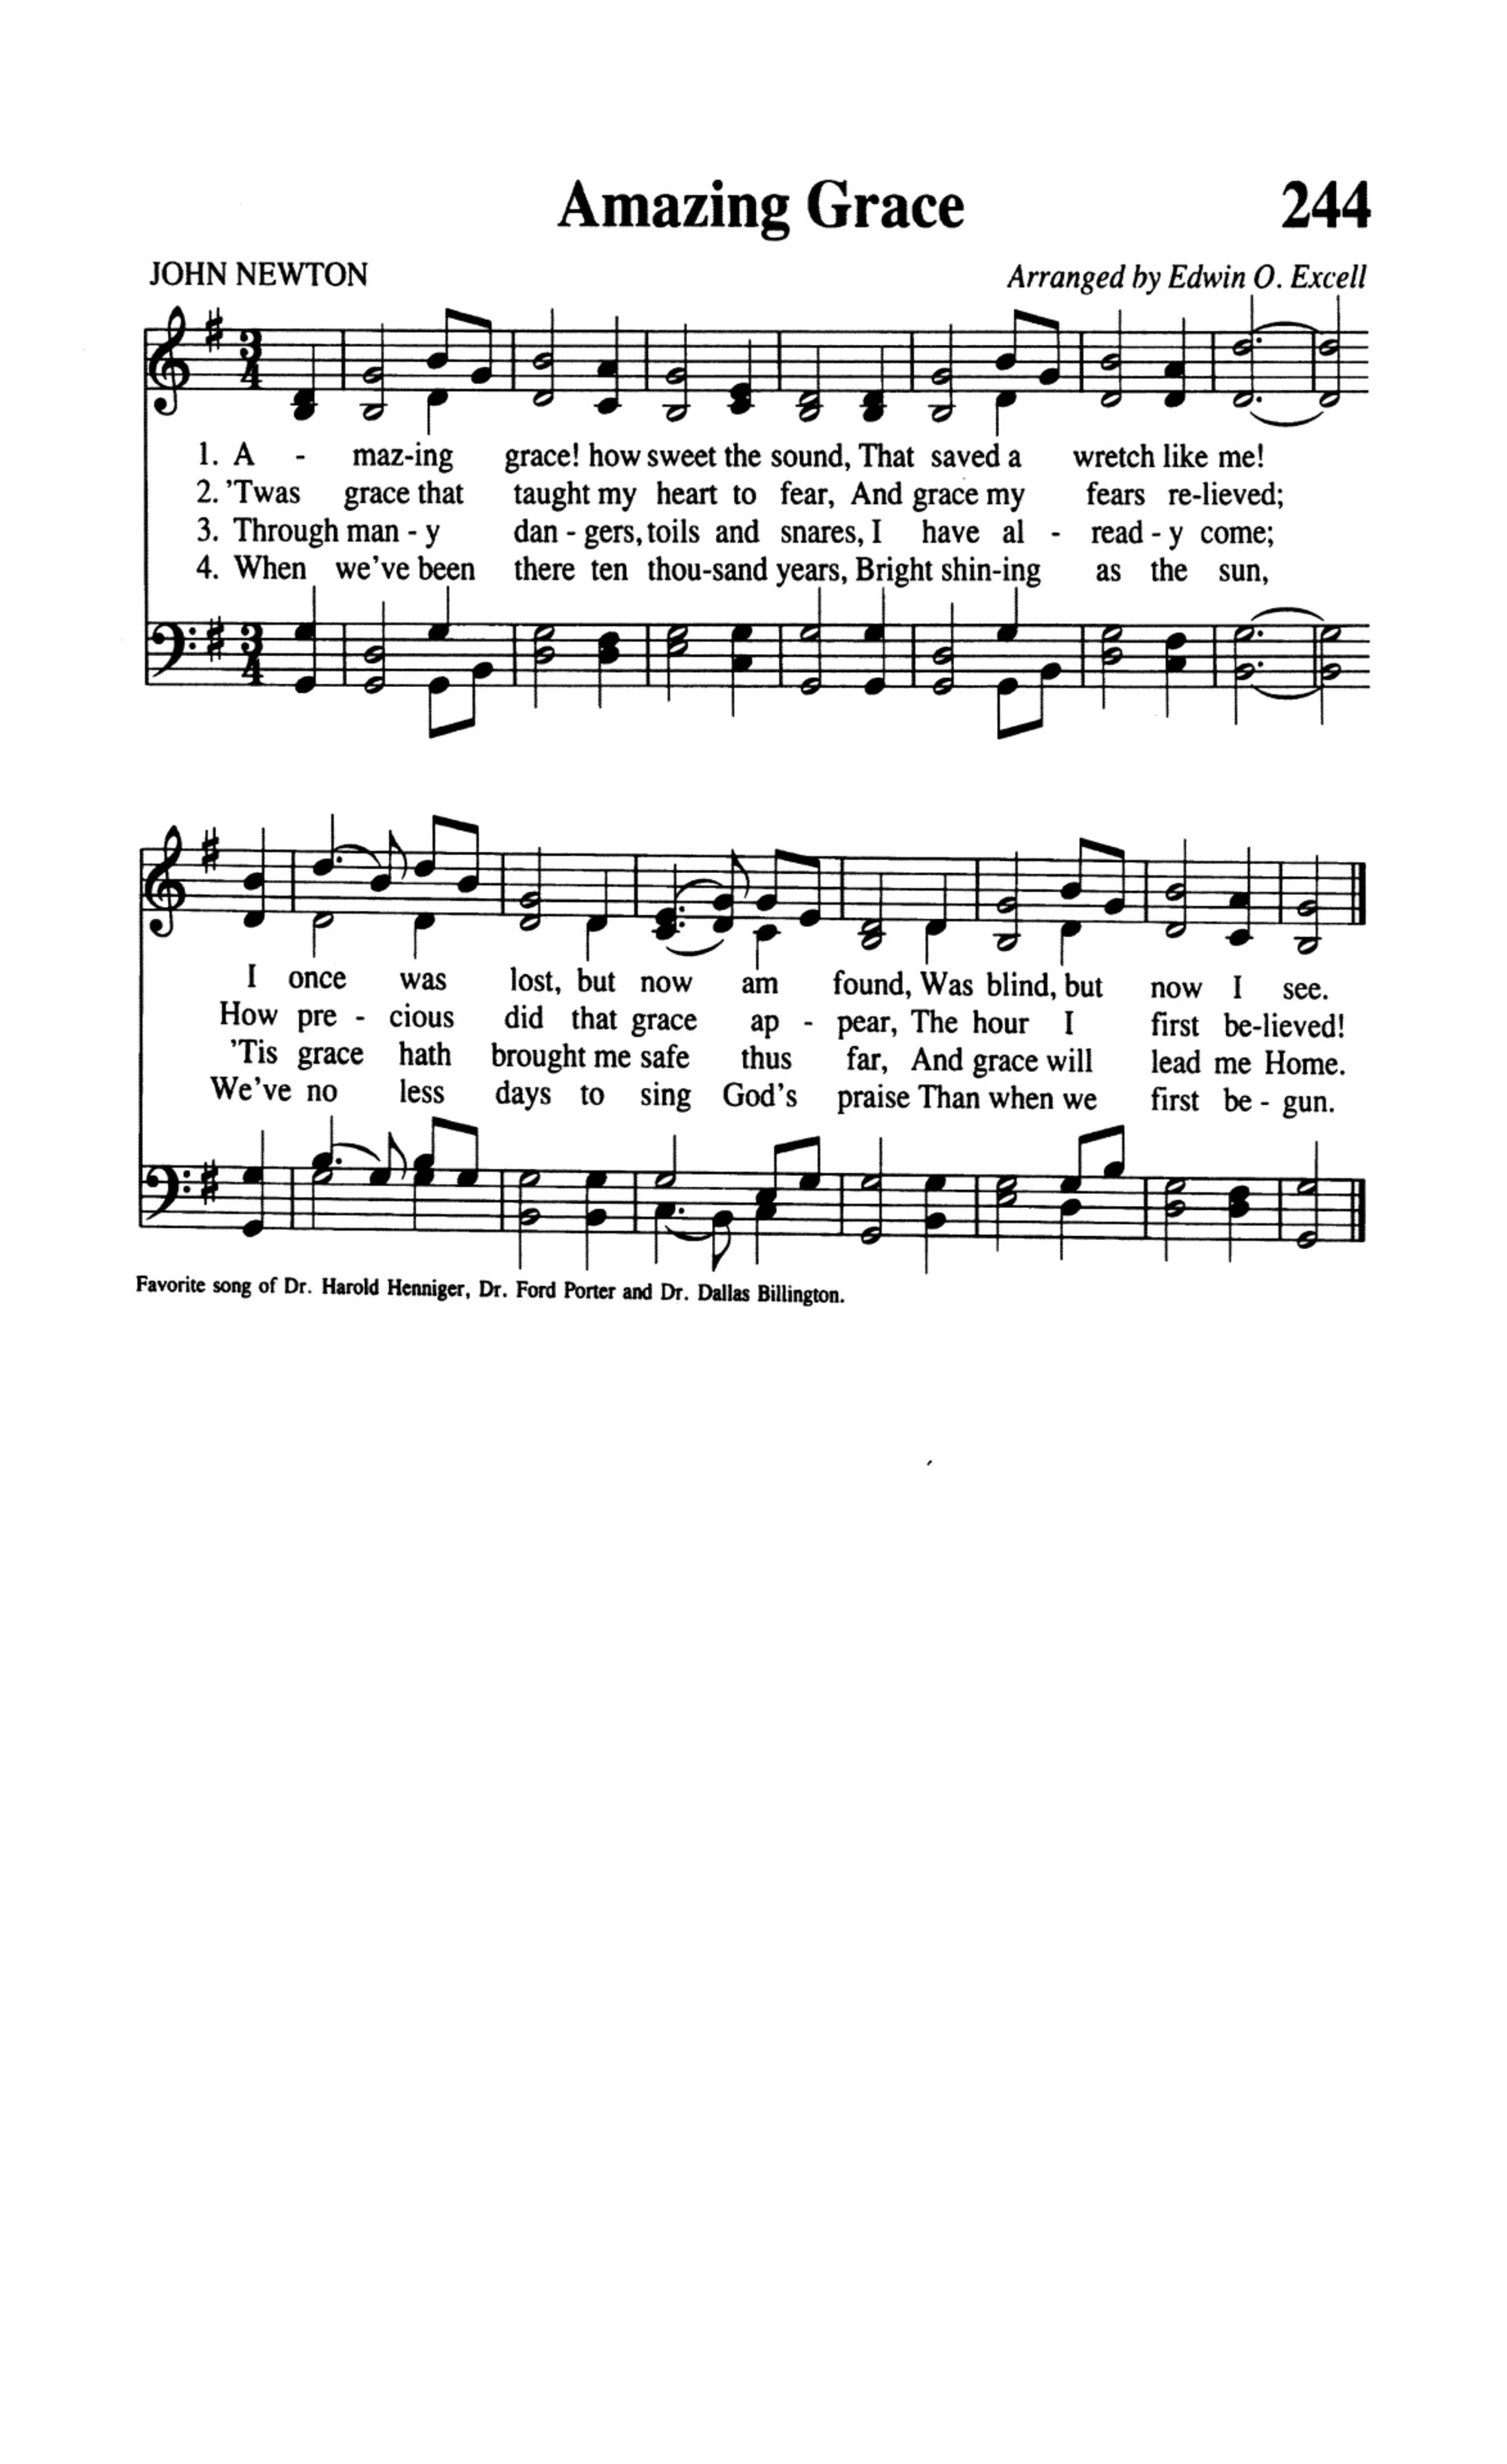 Amazing Grace 244
JOHN NEWTON Arranged by Edwin O. Excell
3
4
1. A - maz-ing grace! how sweet the sound, That saved a wretch like me!
2. ’Twas grace that taught my heart to fear, And grace my fears re-lieved;
3. Through man - y dan - gers, toils and snares, I have al - read - y come;
4. When we’ve been there ten thou-sand years, Bright shin-ing as the sun,
3
4
I once was lost, but now am found, Was blind, but now I see.
How pre - cious did that grace ap - pear, The hour I first be-lieved!
’Tis grace hath brought me safe thus far, And grace will lead me Home.
We’ve no less days to sing God’s praise Than when we first be - gun.
Favorite song of Dr. Harold Henniger, Dr. Ford Porter and Dr. Dallas Billington.